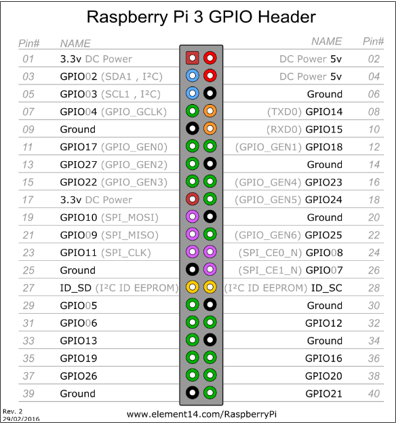 Raspberry Pi 3 GPIO Header
Pin# NAME NAME Pin#
01 3.3v DC Power DC Power 5v 02
03 GPIO02 (SDA1 , I²C) DC Power 5v 04
05 GPIO03 (SCL1 , I²C) Ground 06
07 GPIO04 (GPIO_GCLK) (TXD0) GPIO14 08
09 Ground (RXD0) GPIO15 10
11 GPIO17 (GPIO_GEN0) (GPIO_GEN1) GPIO18 12
13 GPIO27 (GPIO_GEN2) Ground 14
15 GPIO22 (GPIO_GEN3) (GPIO_GEN4) GPIO23 16
17 3.3v DC Power (GPIO_GEN5) GPIO24 18
19 GPIO10 (SPI_MOSI) Ground 20
21 GPIO09 (SPI_MISO) (GPIO_GEN6) GPIO25 22
23 GPIO11 (SPI_CLK) (SPI_CE0_N) GPIO08 24
25 Ground (SPI_CE1_N) GPIO07 26
27 ID_SD (I²C ID EEPROM) (I²C ID EEPROM) ID_SC 28
29 GPIO05 Ground 30
31 GPIO06 GPIO12 32
33 GPIO13 Ground 34
35 GPIO19 GPIO16 36
37 GPIO26 GPIO20 38
39 Ground GPIO21 40
Rev. 2
29/02/2016
www.element14.com/RaspberryPi